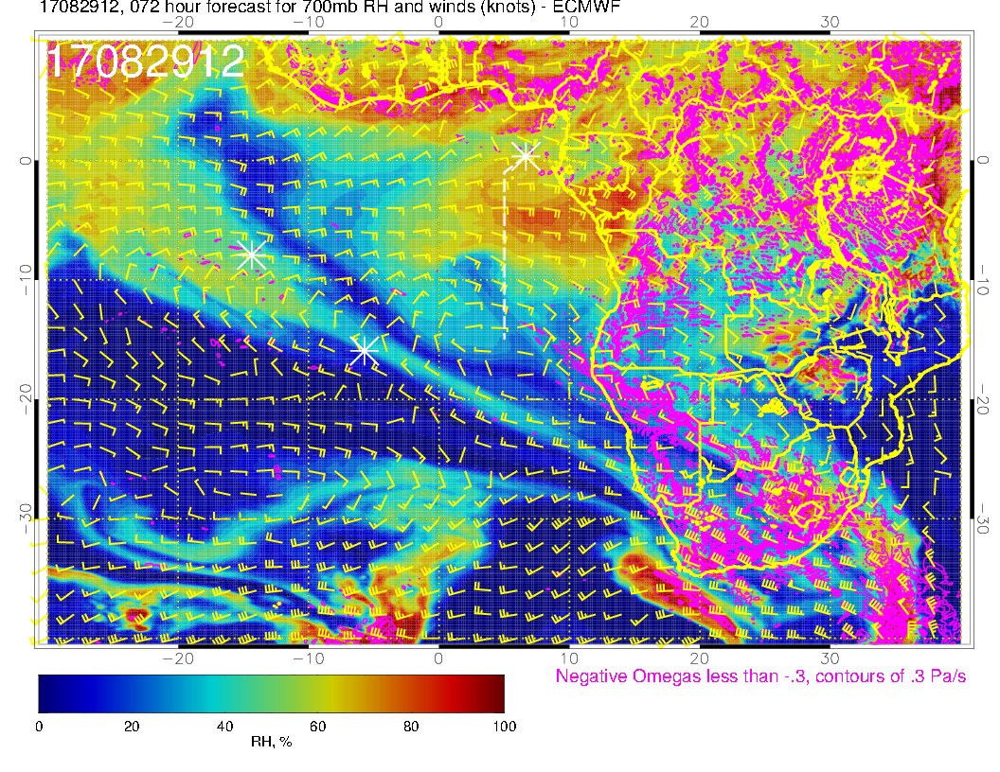 17082912, 072 hour forecast for 700mb RH and winds (knots) - ECMWF
-20 -10 0 10 20 30
17082912
0 0
-10 -10
-20 -20
-30 -30
-20 -10 0 10 20 30
Negative Omegas less than -.3, contours of .3 Pa/s
0 20 40 60 80 100
RH, %